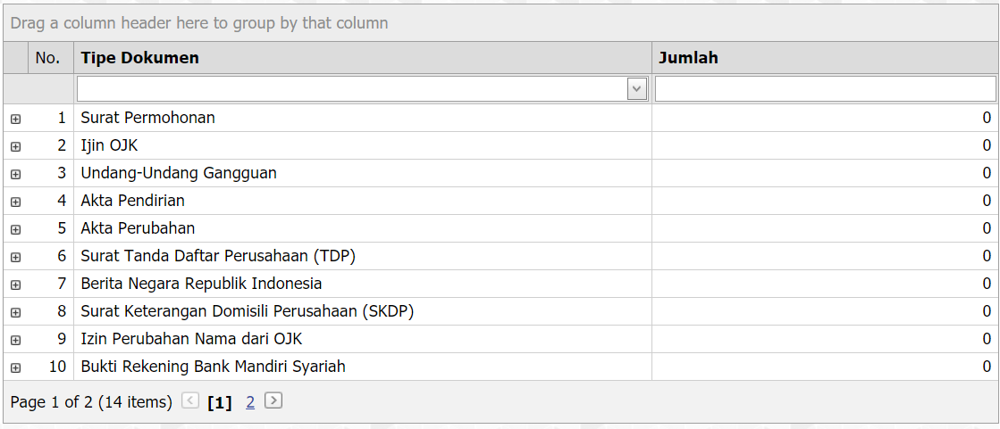 Drag a column header here to group by that column
No. Tipe Dokumen Jumlah
1 Surat Permohonan 0
2 Ijin OJK 0
3 Undang-Undang Gangguan 0
4 Akta Pendirian 0
5 Akta Perubahan 0
6 Surat Tanda Daftar Perusahaan (TDP) 0
7 Berita Negara Republik Indonesia 0
8 Surat Keterangan Domisili Perusahaan (SKDP) 0
9 Izin Perubahan Nama dari OJK 0
10 Bukti Rekening Bank Mandiri Syariah 0
Page 1 of 2 (14 items) < [1] 2 >